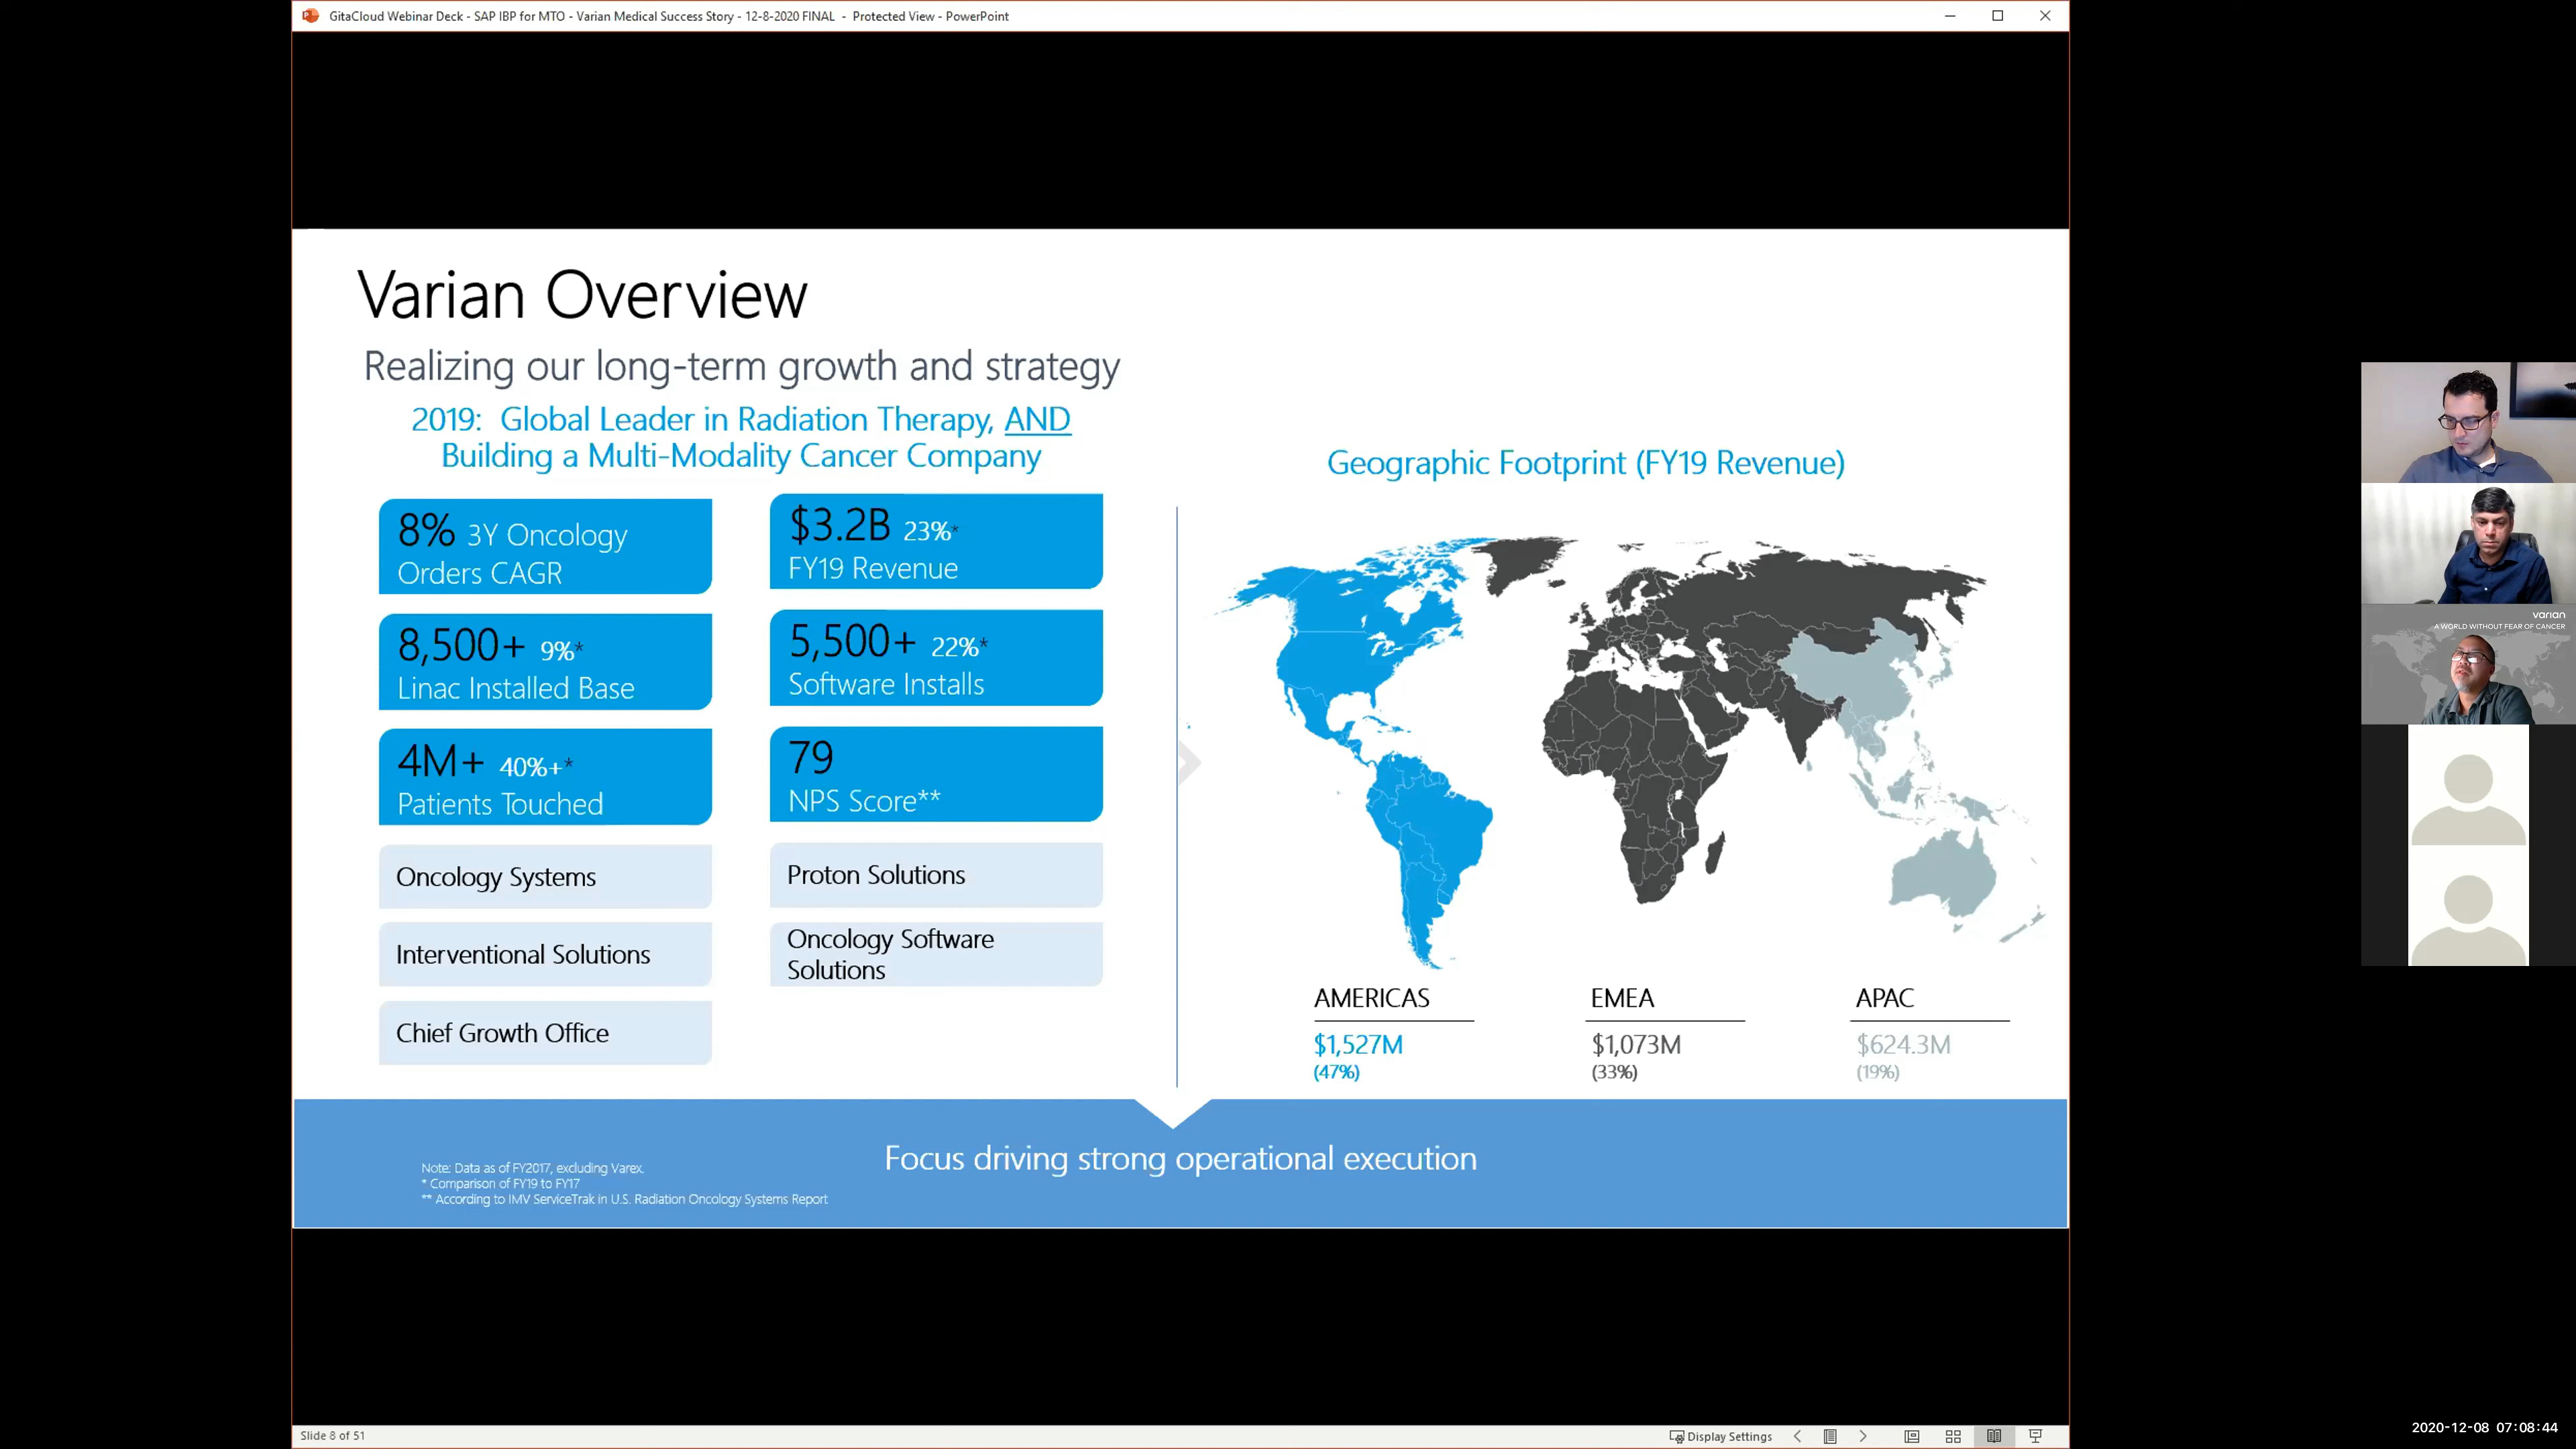 GitaCloud Webinar Deck - SAP IBP for MTO - Varian Medical Success Story - 12-8-2020 FINAL - Protected View - PowerPoint
Varian Overview
Realizing our long-term growth and strategy
2019: Global Leader in Radiation Therapy, AND
Building a Multi-Modality Cancer Company
8% 3Y Oncology
Orders CAGR
$3.2B 23%*
FY19 Revenue
8,500+ 9%*
Linac Installed Base
5,500+ 22%*
Software Installs
4M+ 40%+*
Patients Touched
79
NPS Score**
Oncology Systems
Proton Solutions
Interventional Solutions
Oncology Software
Solutions
Chief Growth Office
Geographic Footprint (FY19 Revenue)
AMERICAS
$1,527M
(47%)
EMEA
$1,073M
(33%)
APAC
$624.3M
(19%)
Focus driving strong operational execution
Note: Data as of FY2017, excluding Varex.
* Comparison of FY19 to FY17
** According to IMV ServiceTrak in U.S. Radiation Oncology Systems Report
varian
A WORLD WITHOUT FEAR OF CANCER
Slide 8 of 51
Display Settings
2020-12-08 07:08:44